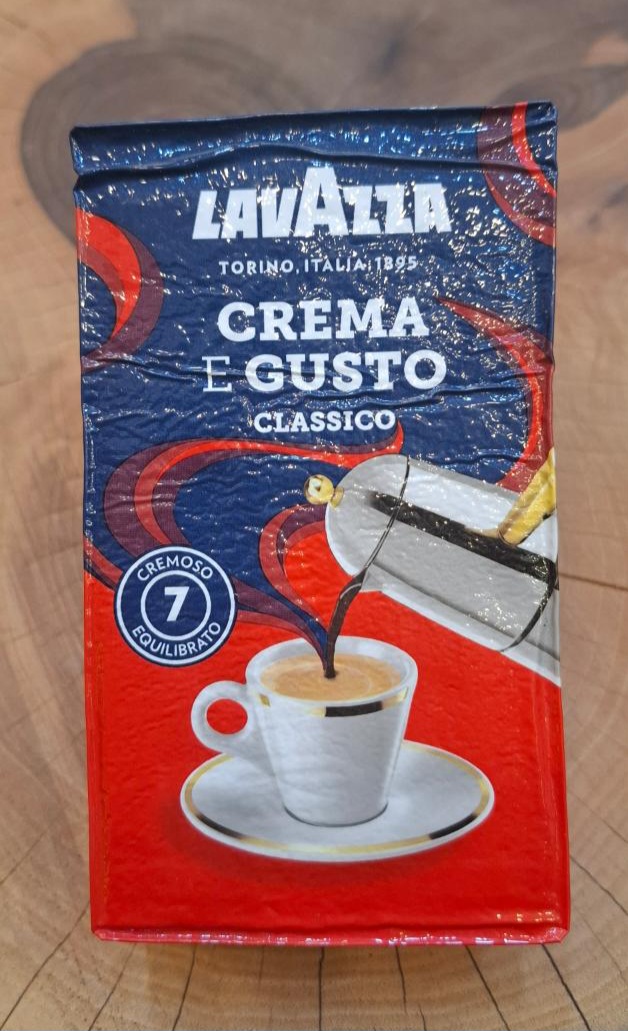 LAVAZZA
TORINO, ITALIA, 1895
CREMA
E GUSTO
CLASSICO
CREMOSO
7
EQUILIBRATO